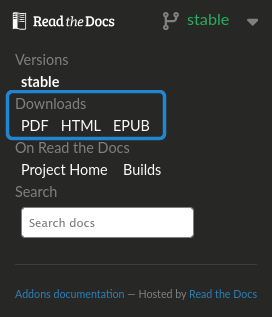 Read the Docs stable
Versions
stable
Downloads
PDF HTML EPUB
On Read the Docs
Project Home Builds
Search
Search docs
Addons documentation — Hosted by Read the Docs